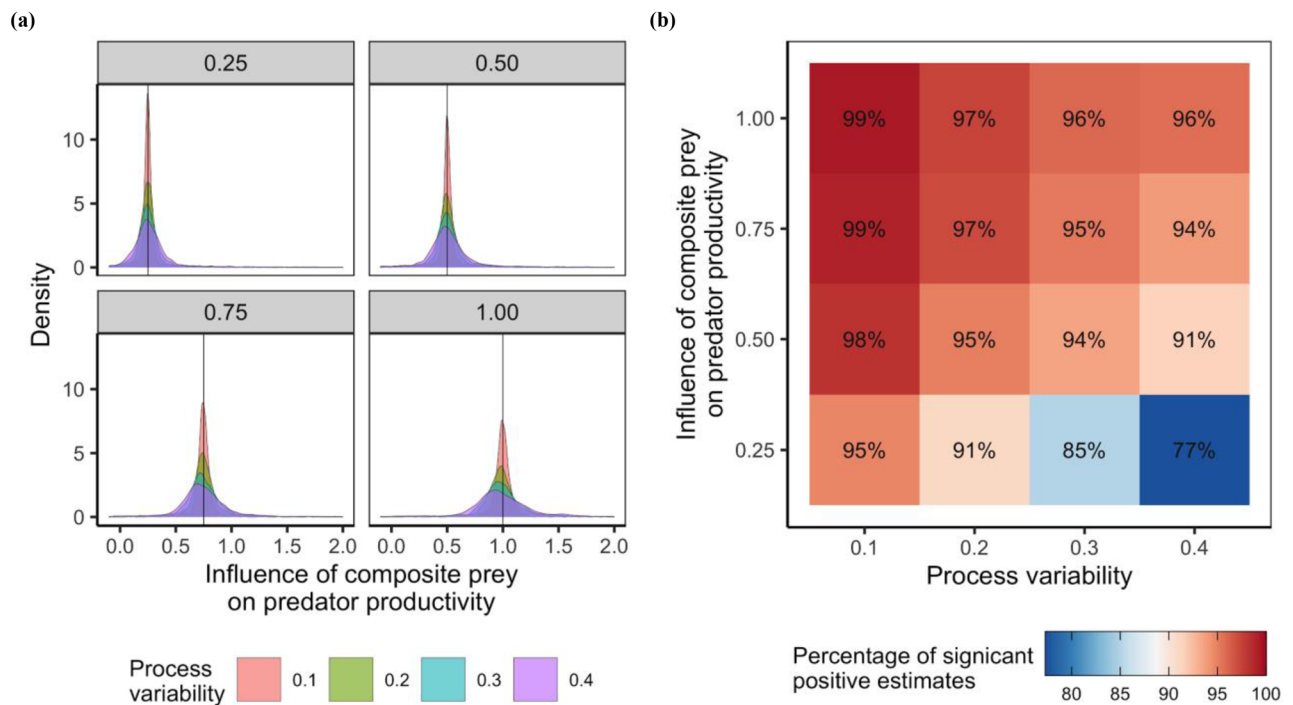 (a)
0.25
0.50
10
5
0
0.75
1.00
10
5
0
Density
0.0 0.5 1.0 1.5 2.0 0.0 0.5 1.0 1.5 2.0
Influence of composite prey
on predator productivity
Process
variability
0.1 0.2 0.3 0.4
(b)
Influence of composite prey
on predator productivity
1.00 99% 97% 96% 96%
0.75 99% 97% 95% 94%
0.50 98% 95% 94% 91%
0.25 95% 91% 85% 77%
0.1 0.2 0.3 0.4
Process variability
Percentage of signicant
positive estimates
80 85 90 95 100